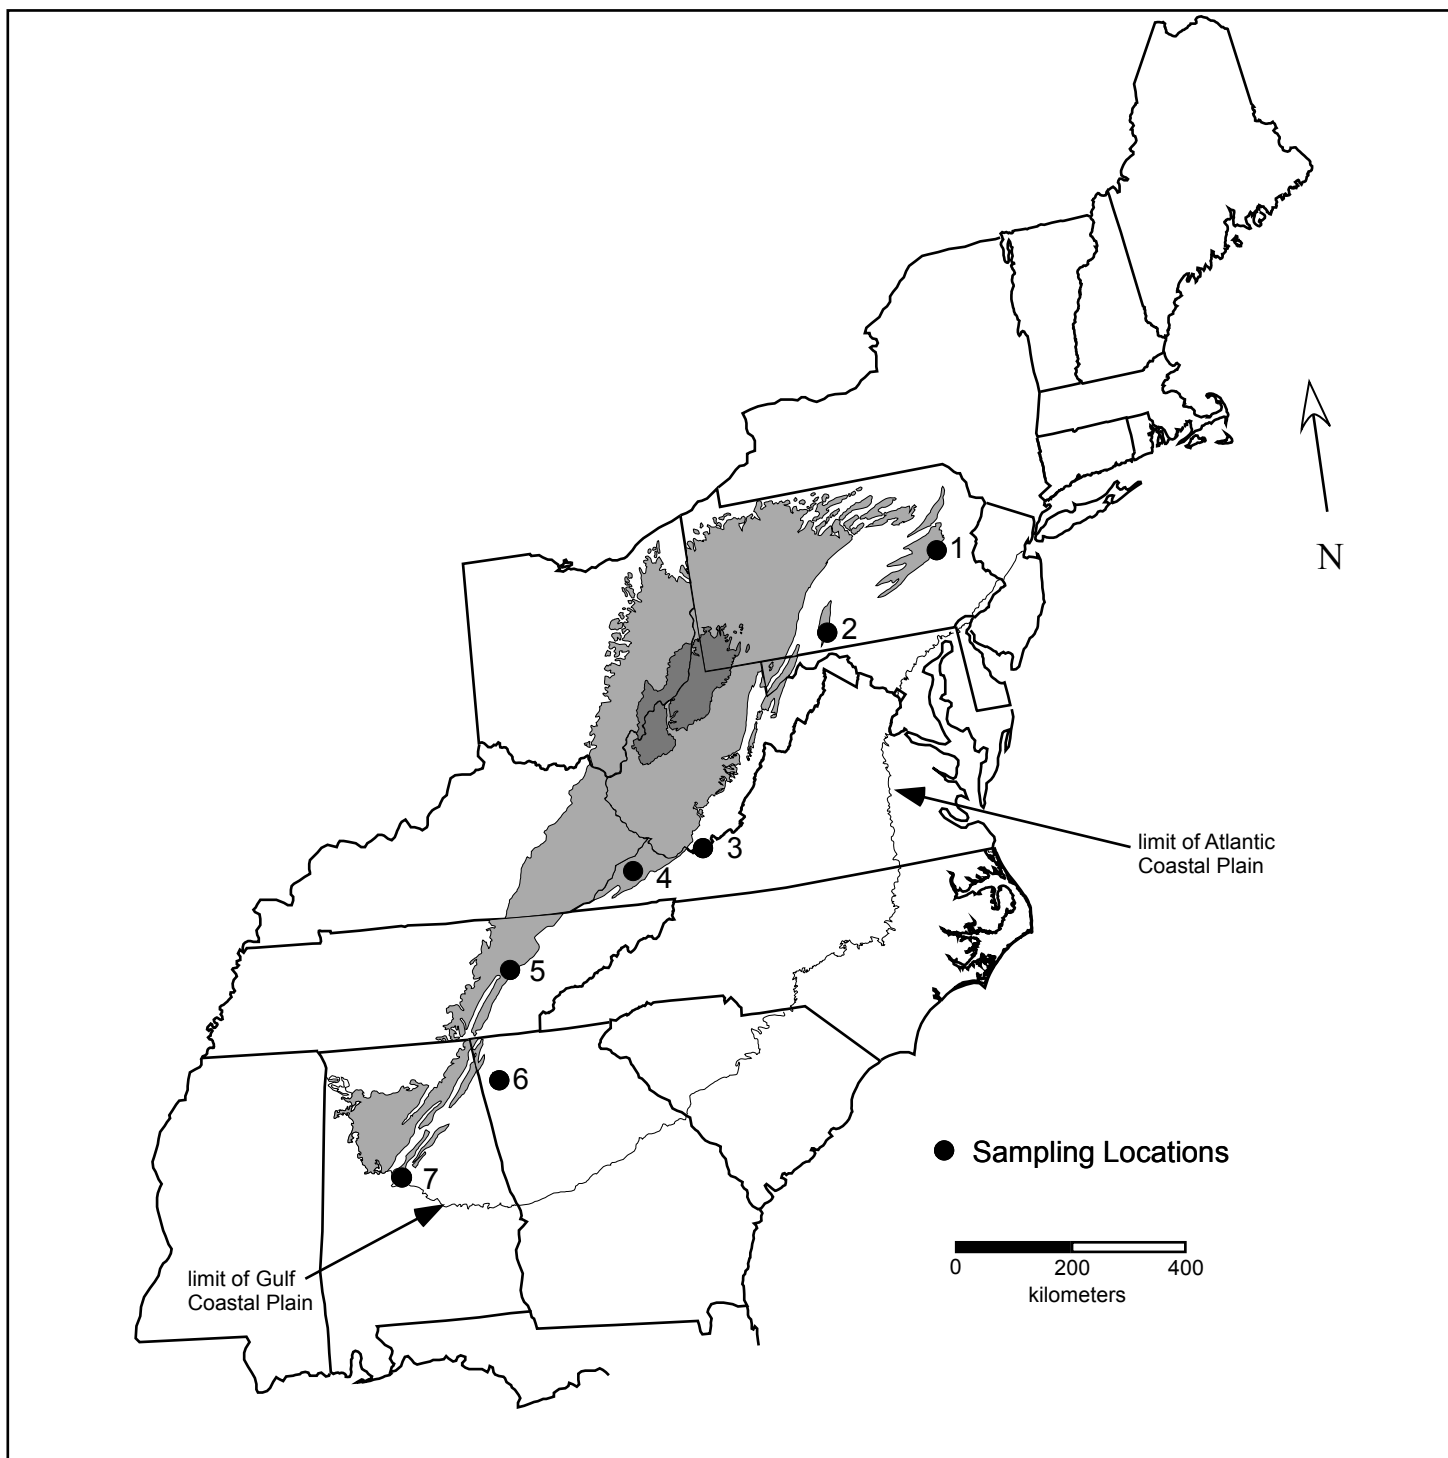 1
2
N
3
limit of Atlantic
Coastal Plain
4
5
6
Sampling Locations
7
limit of Gulf
Coastal Plain
0 200 400
kilometers